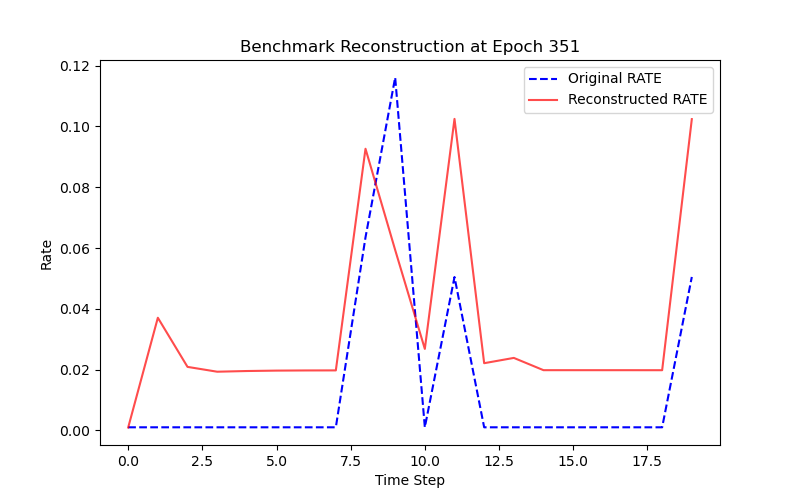 Benchmark Reconstruction at Epoch 351
Original RATE
Reconstructed RATE
0.12
0.10
0.08
0.06
0.04
0.02
0.00
Rate
0.0 2.5 5.0 7.5 10.0 12.5 15.0 17.5
Time Step